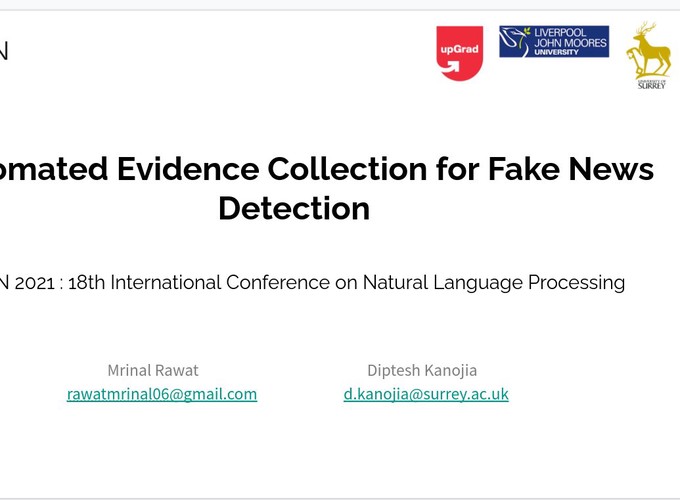 N
upGrad
LIVERPOOL
JOHN MOORES
UNIVERSITY
UNIVERSITY OF
SURREY
omated Evidence Collection for Fake News
Detection
N 2021 : 18th International Conference on Natural Language Processing
Mrinal Rawat
Diptesh Kanojia
rawatmrinal06@gmail.com
d.kanojia@surrey.ac.uk